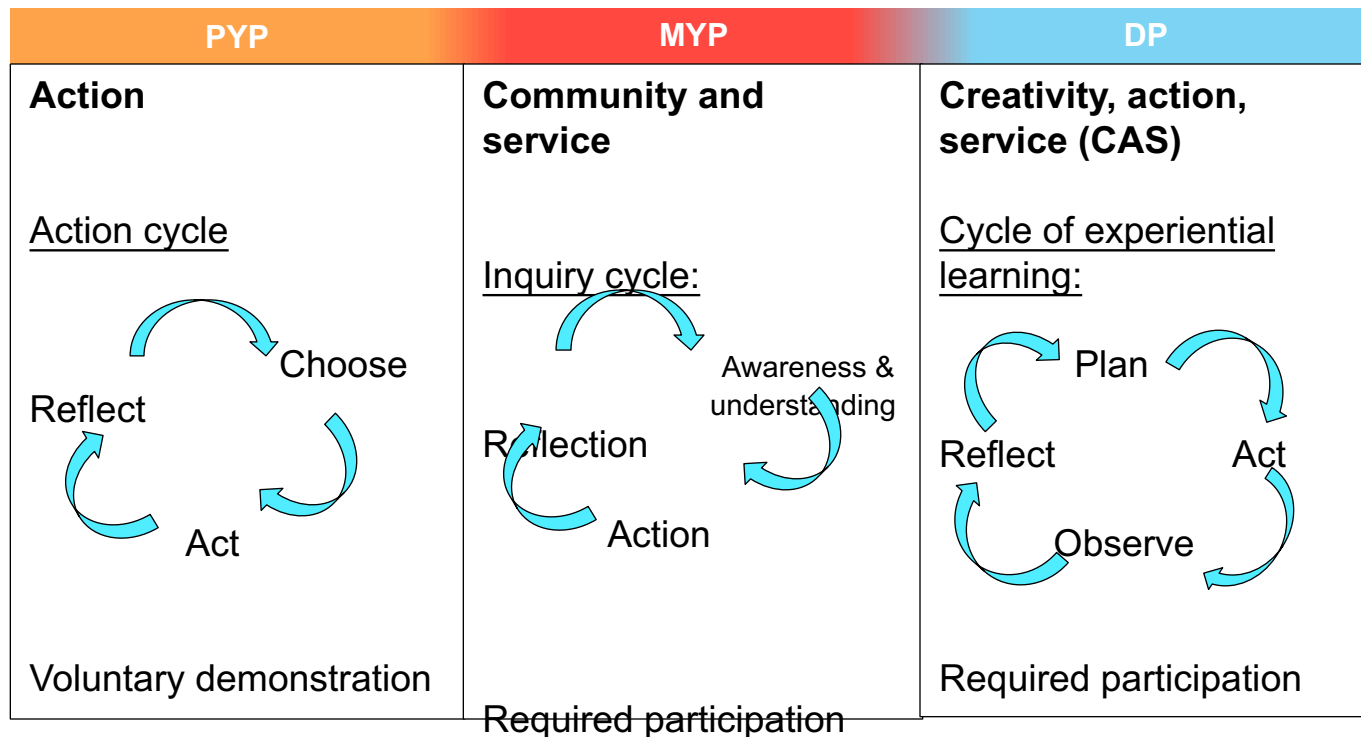 PYP
MYP
DP
Action
Action cycle
Choose
Reflect
Act
Voluntary demonstration
Community and
service
Inquiry cycle:
Awareness &
understanding
Reflection
Action
Required participation
Creativity, action,
service (CAS)
Cycle of experiential
learning:
Plan
Reflect
Act
Observe
Required participation